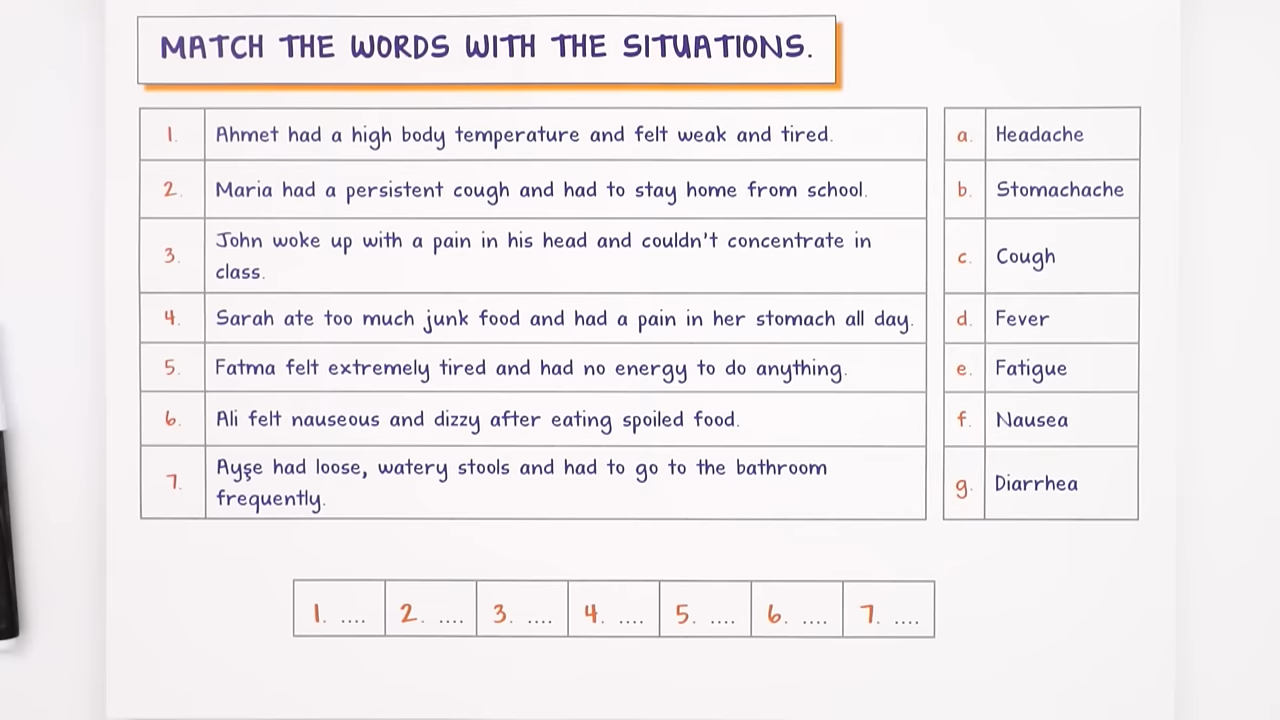 MATCH THE WORDS WITH THE SITUATIONS.
1. Ahmet had a high body temperature and felt weak and tired.
2. Maria had a persistent cough and had to stay home from school.
3. John woke up with a pain in his head and couldn't concentrate in
class.
4. Sarah ate too much junk food and had a pain in her stomach all day.
5. Fatma felt extremely tired and had no energy to do anything.
6. Ali felt nauseous and dizzy after eating spoiled food.
7. Ayşe had loose, watery stools and had to go to the bathroom
frequently.
a. Headache
b. Stomachache
c. Cough
d. Fever
e. Fatigue
f. Nausea
g. Diarrhea
1. .... 2. .... 3. .... 4. .... 5. .... 6. .... 7. ....